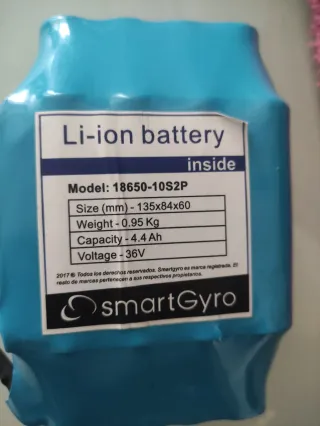 Li-ion battery
inside
Model: 18650-10S2P
Size (mm) - 135x84x60
Weight - 0.95 Kg
Capacity - 4.4 Ah
Voltage - 36V
2017 ® Todos los derechos reservados. Smartgyro es marca registrada. El
resto de marcas pertenecen a sus respectivos propietarios.
smartGyro